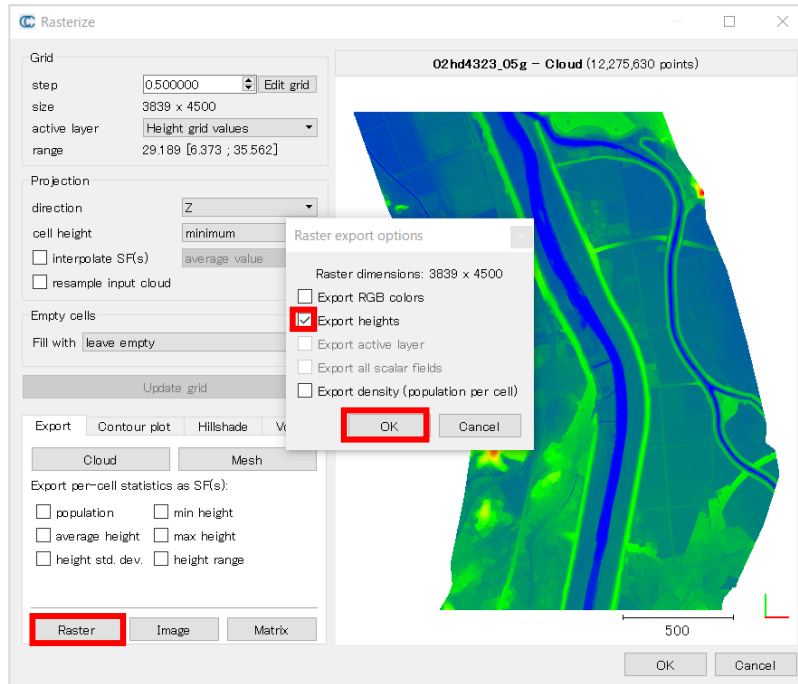 Rasterize
Grid
step 0.500000 Edit grid
size 3839 x 4500
active layer Height grid values
range 29.189 [6.373 ; 35.562]
Projection
direction Z
cell height minimum
interpolate SF(s) average value
resample input cloud
Empty cells
Fill with leave empty
Update grid
Export Contour plot Hillshade
Cloud Mesh
Export per-cell statistics as SF(s):
population min height
average height max height
height std. dev. height range
Raster Image Matrix
02hd4323_05g - Cloud (12,275,630 points)
Raster export options
Raster dimensions: 3839 x 4500
Export RGB colors
Export heights
Export active layer
Export all scalar fields
Export density (population per cell)
OK Cancel
500
OK Cancel